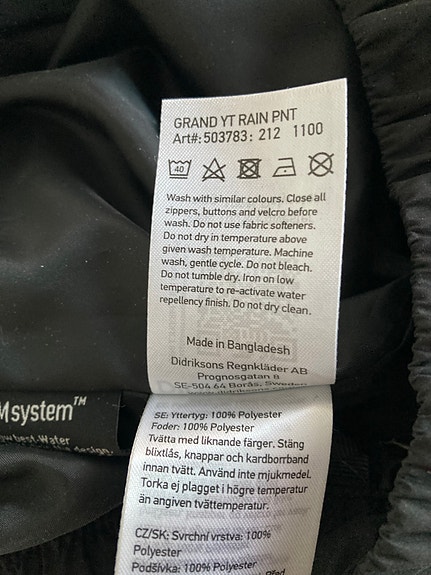 GRAND YT RAIN PNT
Art#: 503783: 212 1100
40
Wash with similar colours. Close all
zippers, buttons and velcro before
wash. Do not use fabric softeners.
Do not dry in temperature above
given wash temperature. Machine
wash, gentle cycle. Do not bleach.
Do not tumble dry. Iron on low
temperature to re-activate water
repellency finish. Do not dry clean.
Made in Bangladesh
Didriksons Regnkläder AB
Prognosgatan 8
SE-504 64 Borås, Sweden
Msystem™
best-Water
design.
SE: Yttertyg: 100% Polyester
Foder: 100% Polyester
Tvätta med liknande färger. Stäng
blixtlås, knappar och kardborrband
innan tvätt. Använd inte mjukmedel.
Torka ej plagget i högre temperatur
än angiven tvättemperatur.
CZ/SK: Svrchní vrstva: 100%
Polyester
Podšívka: 100% Polyester